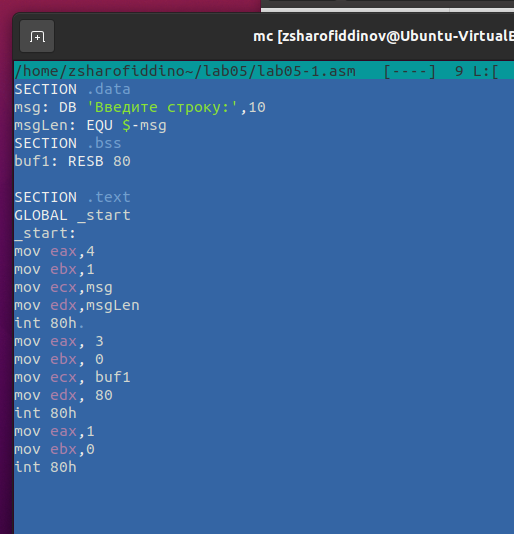 mc [zsharofiddinov@Ubuntu-VirtualB
/home/zsharofiddino~/lab05/lab05-1.asm [----] 9 L:[
SECTION .data
msg: DB 'Введите строку:',10
msgLen: EQU $-msg
SECTION .bss
buf1: RESB 80
SECTION .text
GLOBAL _start
_start:
mov eax,4
mov ebx,1
mov ecx,msg
mov edx,msgLen
int 80h.
mov eax, 3
mov ebx, 0
mov ecx, buf1
mov edx, 80
int 80h
mov eax,1
mov ebx,0
int 80h